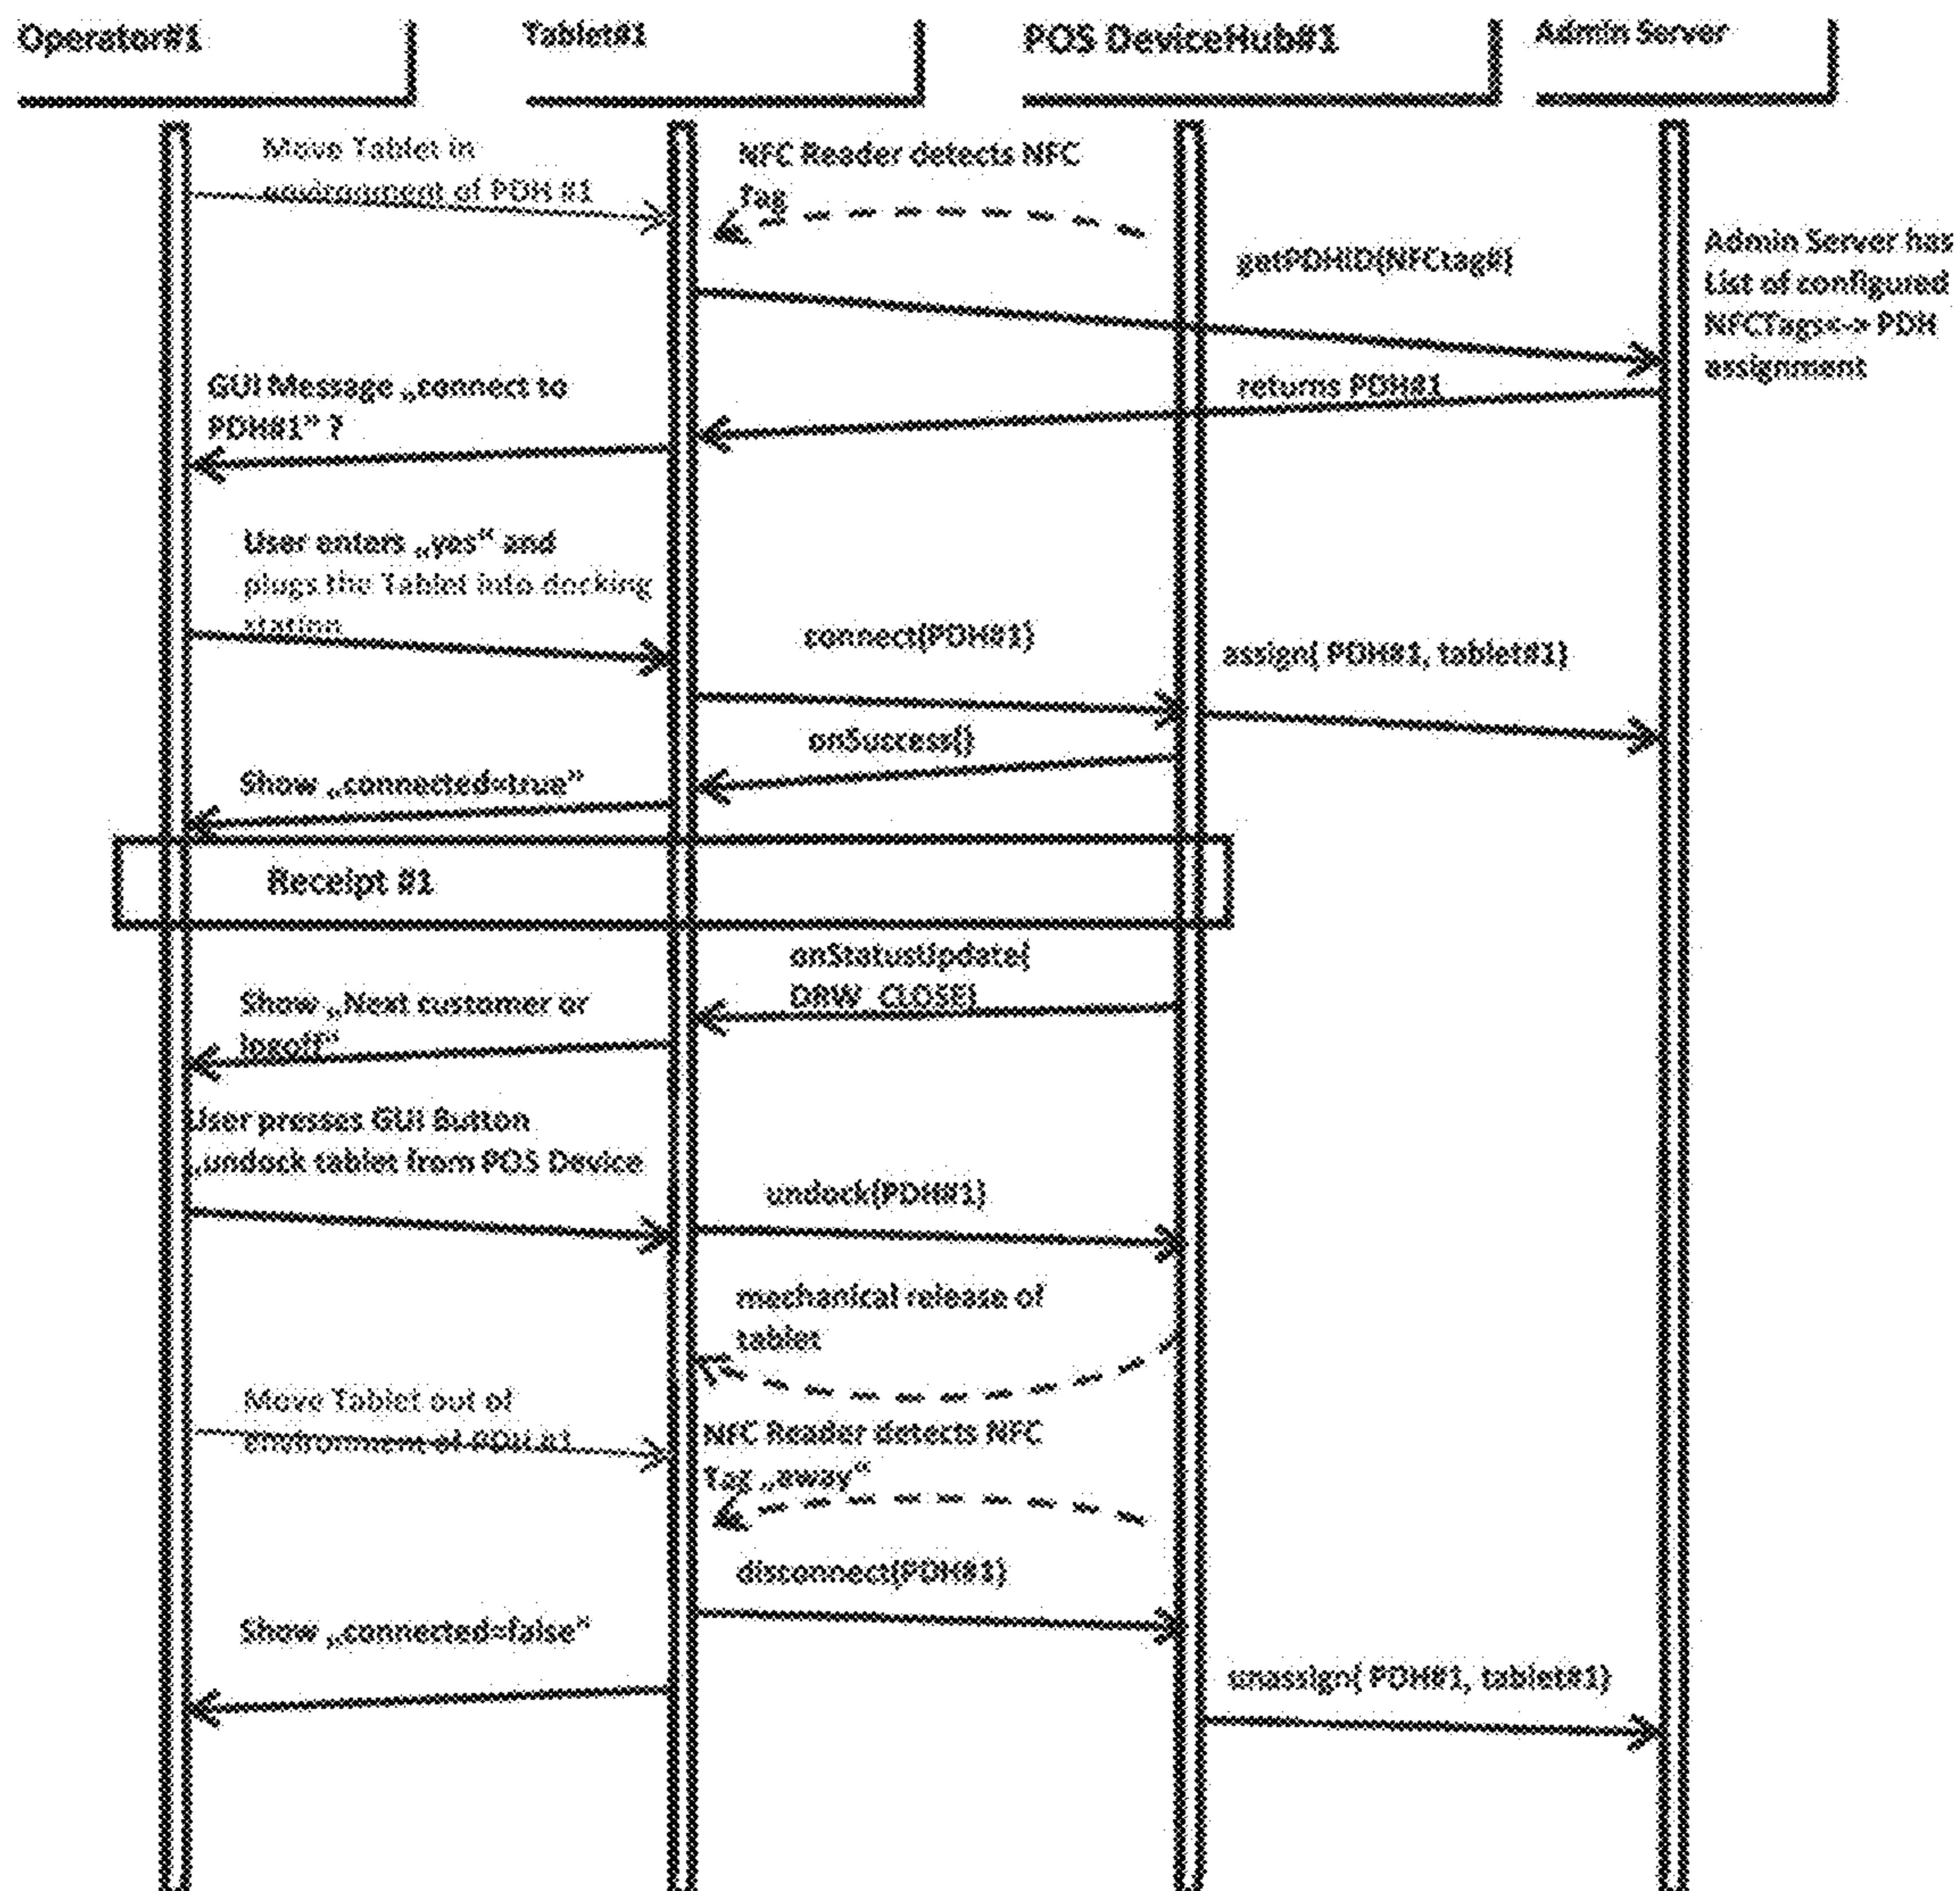 Operator#1
Tablet#1
POS DeviceHub#1
Admin Server
Move Tablet in
environment of PDH #1
NFC Reader detects NFC
Tag
getPDHID(NFCtag#)
Admin Server has
List of configured
NFCTags<-> PDH
assignment
returns PDH#1
GUI Message „connect to
PDH#1” ?
User enters „yes“ and
plugs the Tablet into docking
station
connect(PDH#1)
assign( PDH#1, tablet#1)
onSuccess()
Show „connected=true”
Receipt #1
onStatusUpdate(
DRW_CLOSE)
Show „Next customer or
logoff“
User presses GUI Button
„undock tablet from POS Device
undock(PDH#1)
mechanical release of
tablet
Move Tablet out of
environment of PDH #1
NFC Reader detects NFC
Tag „away“
disconnect(PDH#1)
Show „connected=false“
unassign( PDH#1, tablet#1)